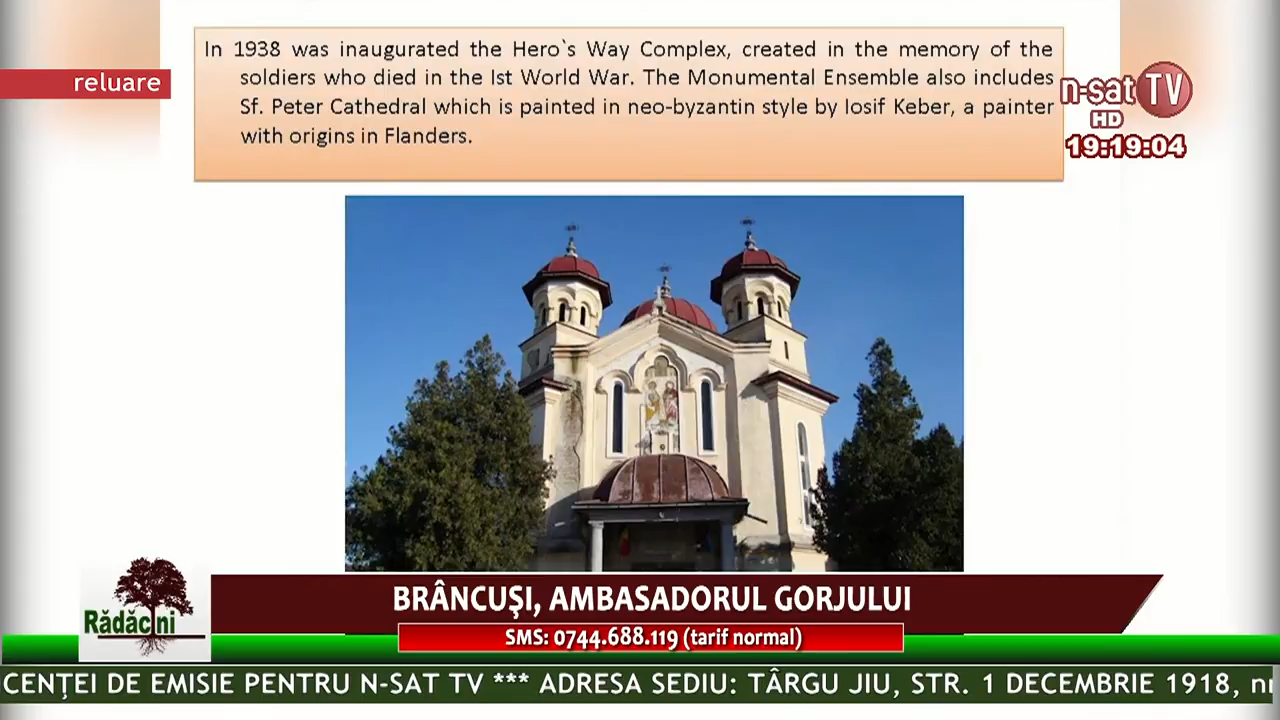 In 1938 was inaugurated the Hero`s Way Complex, created in the memory of the
soldiers who died in the Ist World War. The Monumental Ensemble also includes
Sf. Peter Cathedral which is painted in neo-byzantin style by Iosif Keber, a painter
with origins in Flanders.
reluare
n-sat TV
HD
19:19:04
Rădăcini
BRÂNCUŞI, AMBASADORUL GORJULUI
SMS: 0744.688.119 (tarif normal)
CENŢEI DE EMISIE PENTRU N-SAT TV *** ADRESA SEDIU: TÂRGU JIU, STR. 1 DECEMBRIE 1918, nr